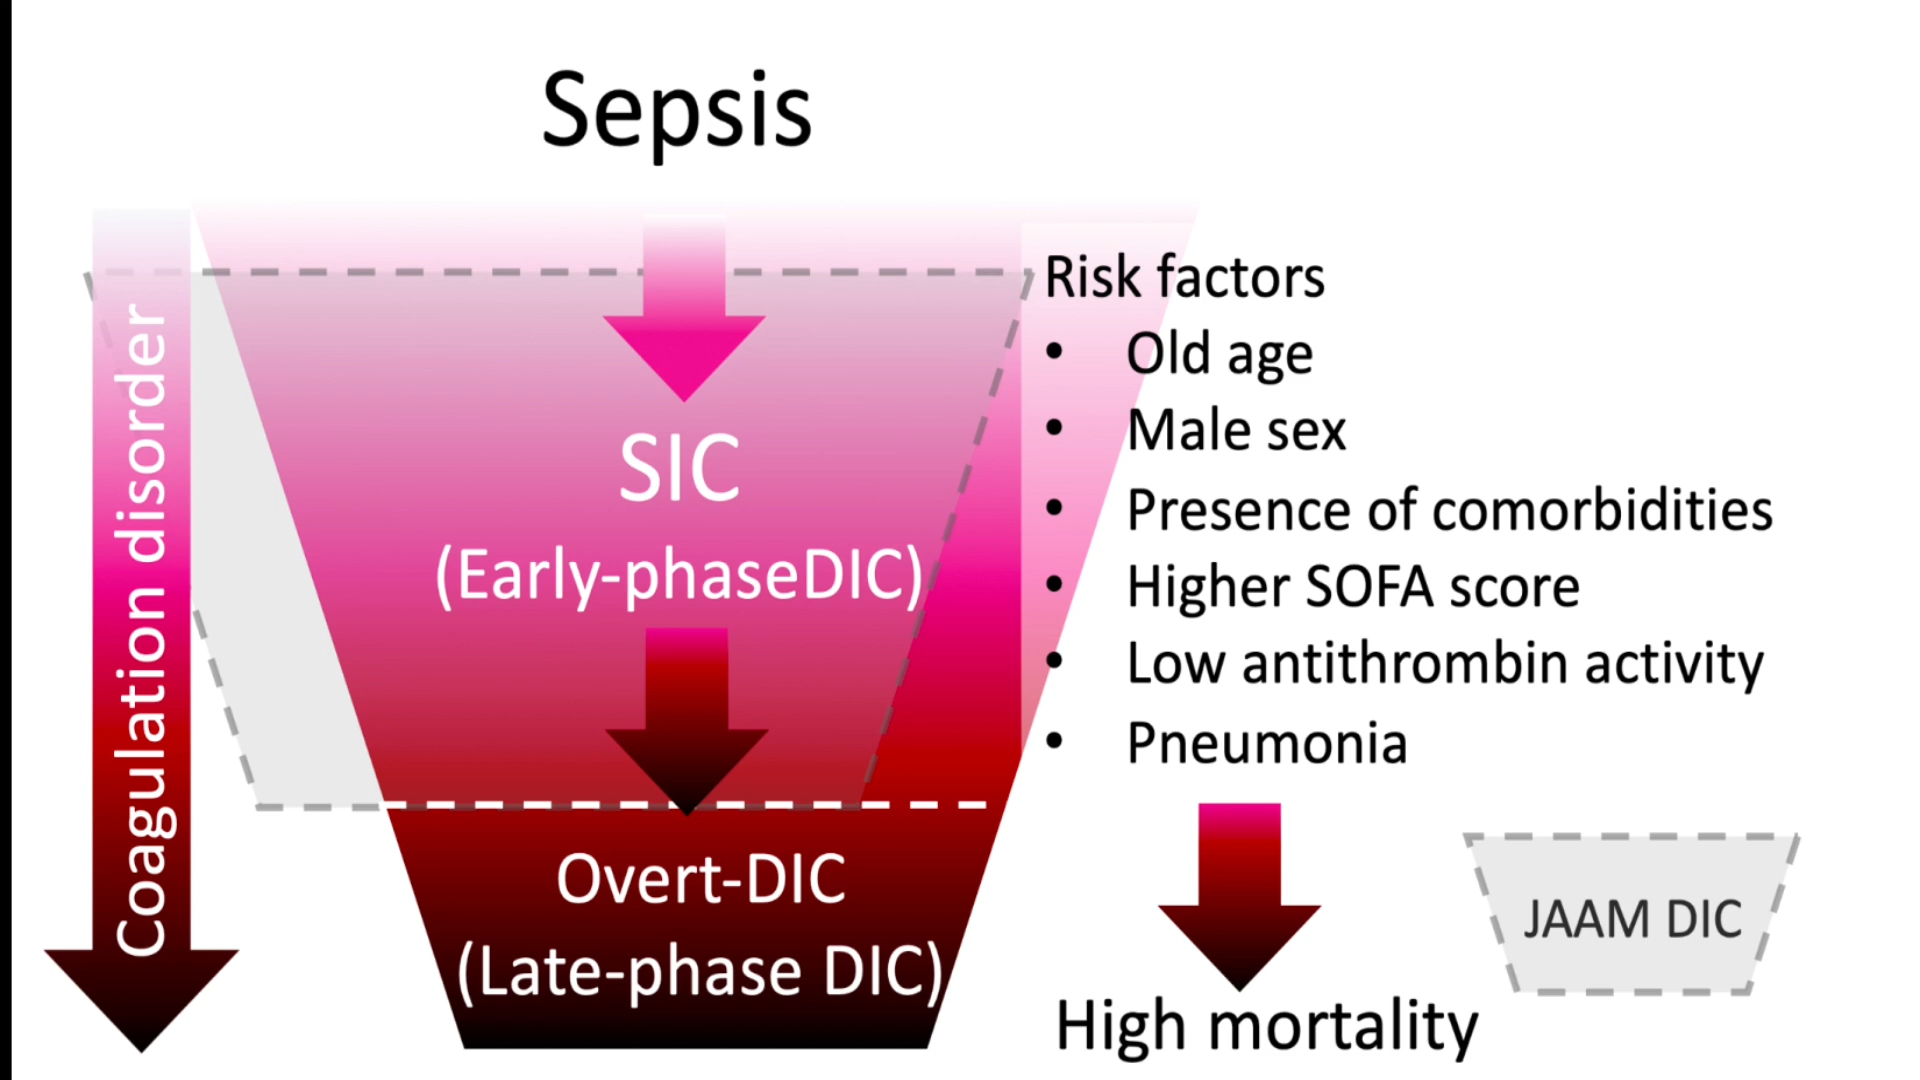 Sepsis
Coagulation disorder
SIC
(Early-phaseDIC)
Overt-DIC
(Late-phase DIC)
Risk factors
• Old age
• Male sex
• Presence of comorbidities
• Higher SOFA score
• Low antithrombin activity
• Pneumonia
High mortality
JAAM DIC